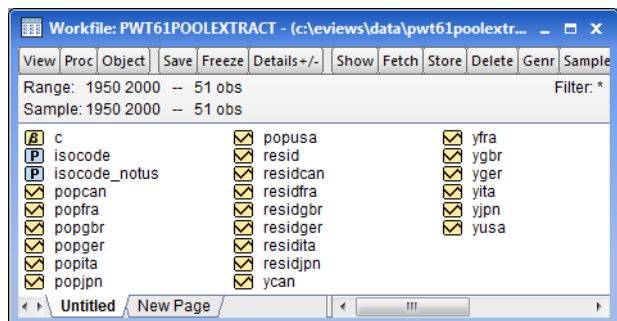 Workfile: PWT61POOLEXTRACT - (c:\eviews\data\pwt61poolextr...
View Proc Object Save Freeze Details+/- Show Fetch Store Delete Genr Sample
Range: 1950 2000 -- 51 obs Filter: *
Sample: 1950 2000 -- 51 obs
β c
P isocode
P isocode_notus
popcan
popfra
popgbr
popger
popita
popjpn
popusa
resid
residcan
residfra
residgbr
residger
residita
residjpn
ycan
yfra
ygbr
yger
yita
yjpn
yusa
Untitled New Page